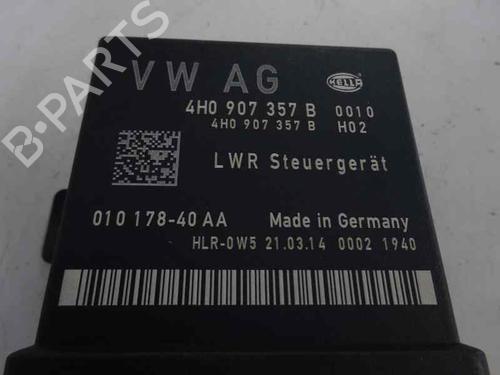 VW AG
HELLA
4H0 907 357 B 0010
4H0 907 357 B H02
LWR Steuergerät
010 178-40 AA Made in Germany
HLR-0W5 21.03.14 0002 1940
B-PARTS